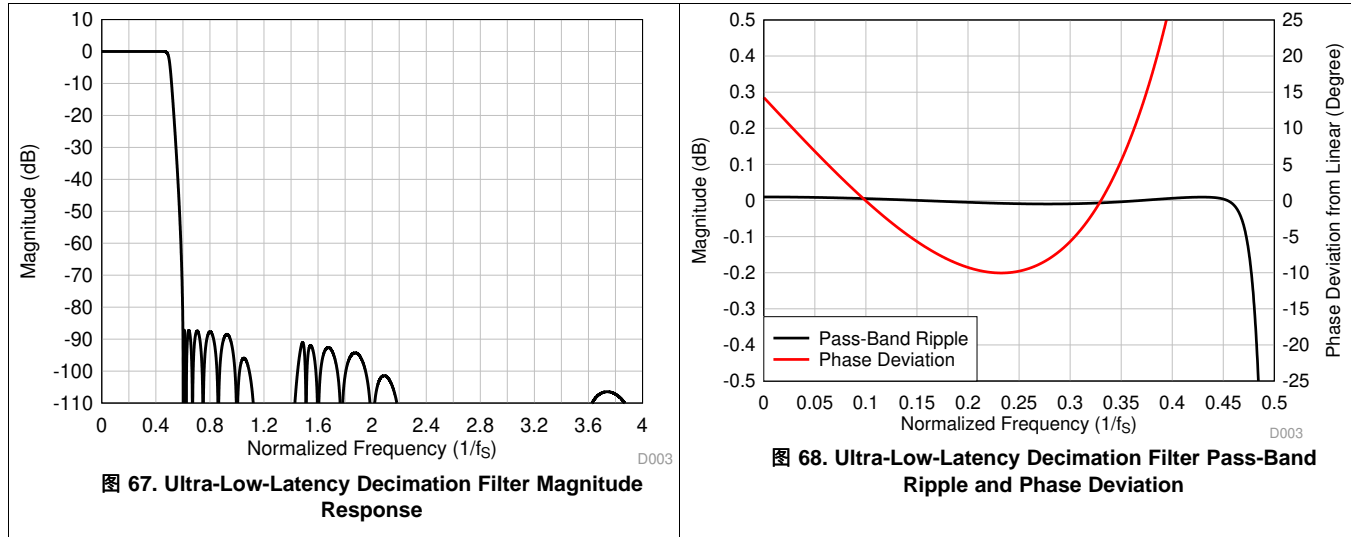 10
0
-10
-20
-30
-40
-50
-60
-70
-80
-90
-100
-110
Magnitude (dB)
0 0.4 0.8 1.2 1.6 2 2.4 2.8 3.2 3.6 4
Normalized Frequency (1/fS)
D003
图 67. Ultra-Low-Latency Decimation Filter Magnitude
Response
0.5
0.4
0.3
0.2
0.1
0
-0.1
-0.2
-0.3
-0.4
-0.5
Magnitude (dB)
25
20
15
10
5
0
-5
-10
-15
-20
-25
Phase Deviation from Linear (Degree)
Pass-Band Ripple
Phase Deviation
0 0.05 0.1 0.15 0.2 0.25 0.3 0.35 0.4 0.45 0.5
Normalized Frequency (1/fS)
D003
图 68. Ultra-Low-Latency Decimation Filter Pass-Band
Ripple and Phase Deviation